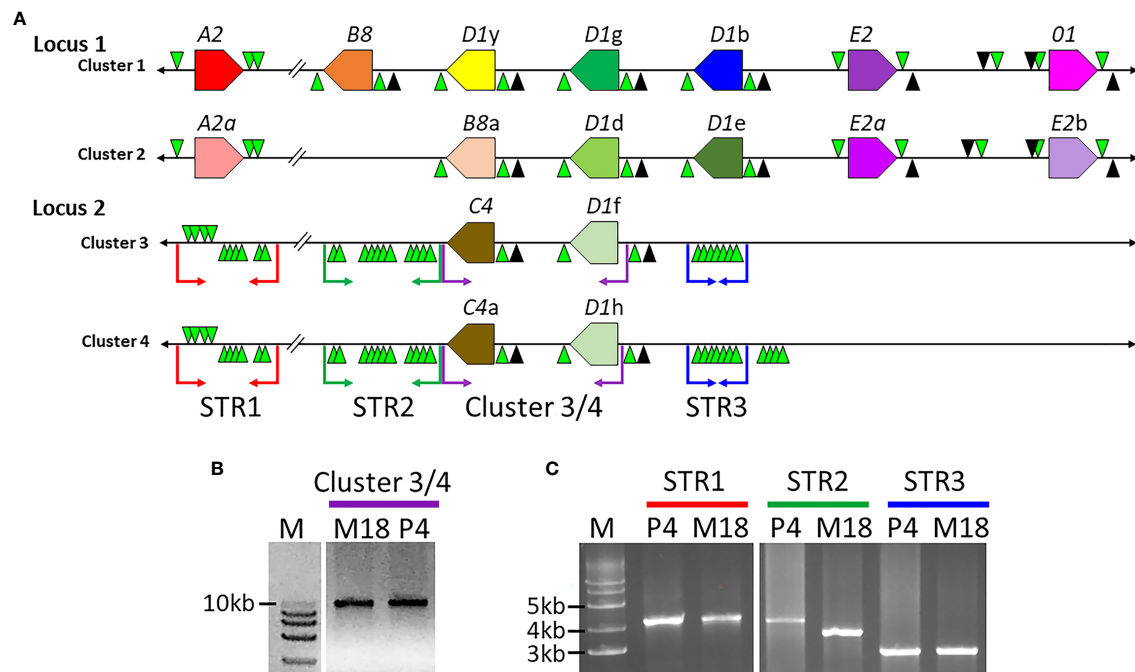 A
Locus 1
A2 B8 D1y D1g D1b E2 01
Cluster 1
A2a B8a D1d D1e E2a E2b
Cluster 2
Locus 2
C4 D1f
Cluster 3
C4a D1h
Cluster 4
STR1 STR2 Cluster 3/4 STR3
B
Cluster 3/4
M M18 P4
10kb
C
STR1 STR2 STR3
M P4 M18 P4 M18 P4 M18
5kb
4kb
3kb